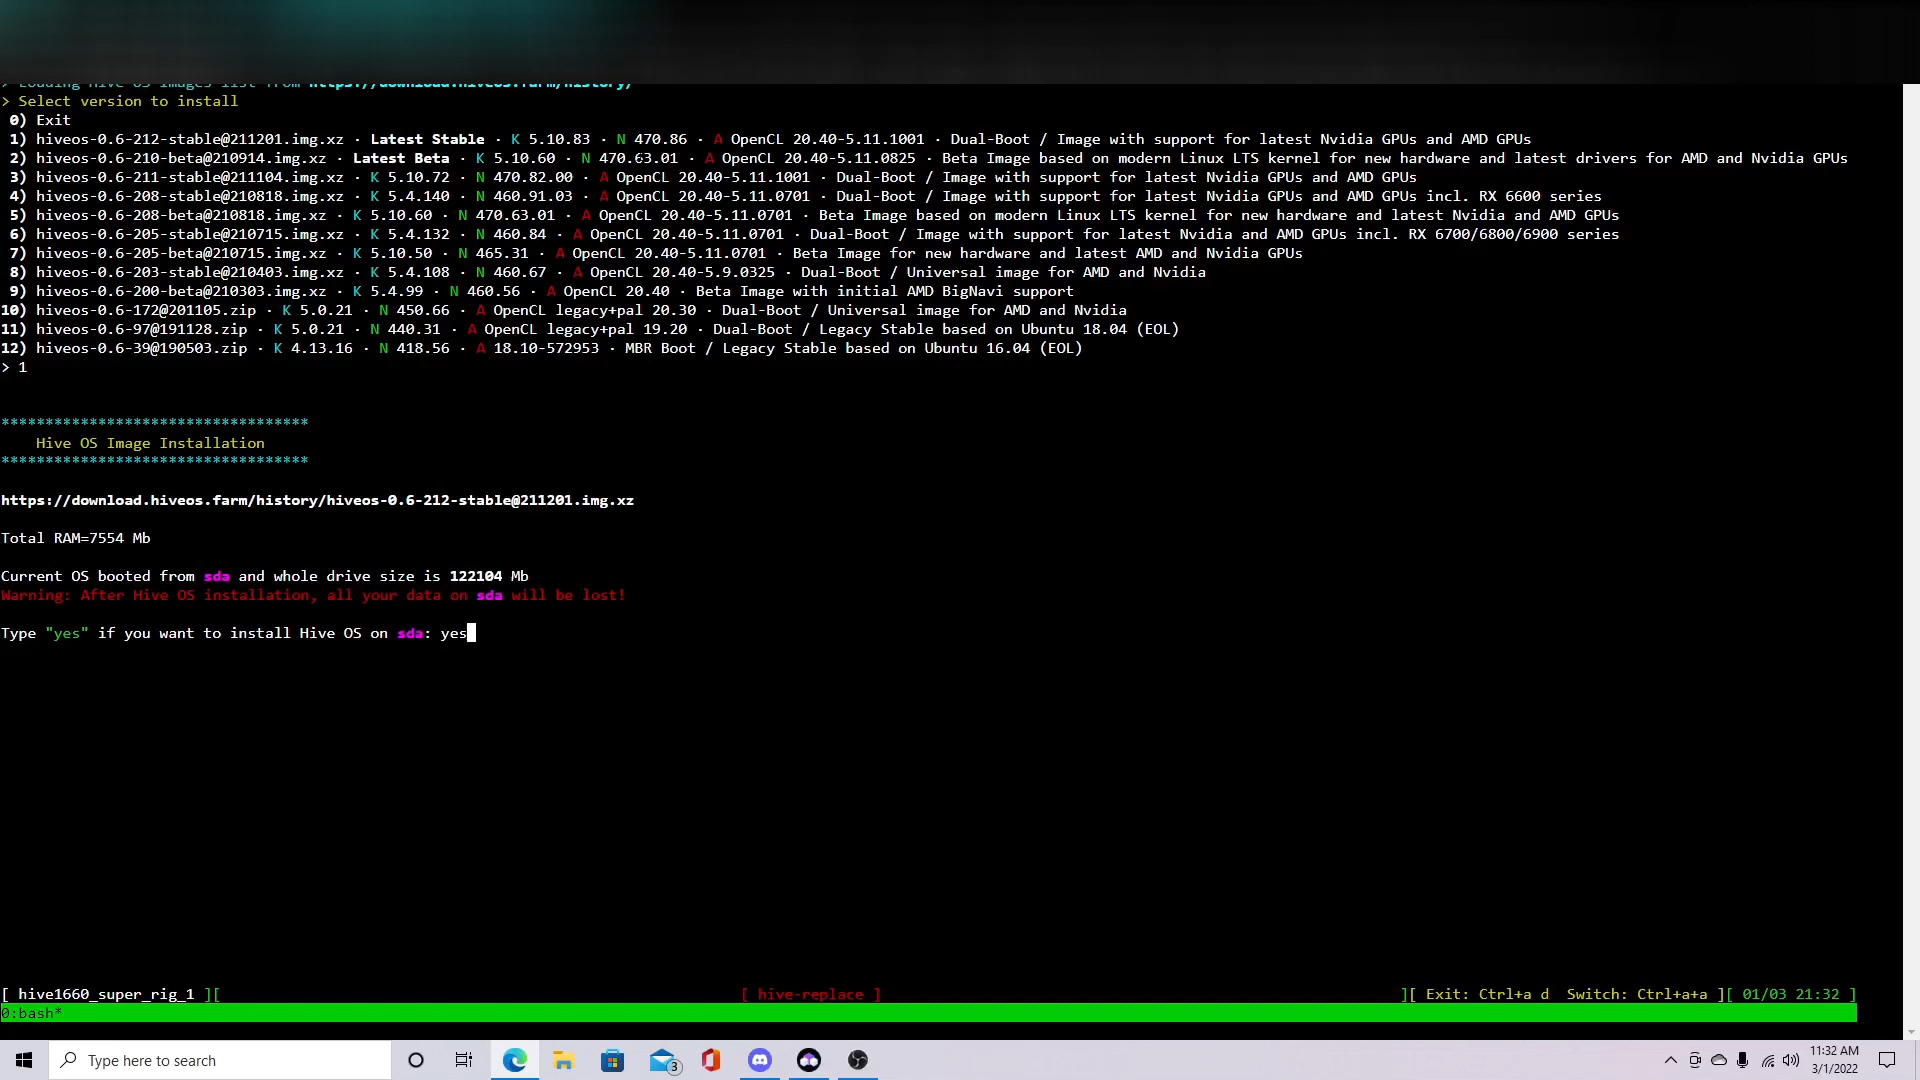 > Loading Hive OS images list from https://download.hiveos.farm/history/
> Select version to install
0) Exit
1) hiveos-0.6-212-stable@211201.img.xz · Latest Stable · K 5.10.83 · N 470.86 · A OpenCL 20.40-5.11.1001 · Dual-Boot / Image with support for latest Nvidia GPUs and AMD GPUs
2) hiveos-0.6-210-beta@210914.img.xz · Latest Beta · K 5.10.60 · N 470.63.01 · A OpenCL 20.40-5.11.0825 · Beta Image based on modern Linux LTS kernel for new hardware and latest drivers for AMD and Nvidia GPUs
3) hiveos-0.6-211-stable@211104.img.xz · K 5.10.72 · N 470.82.00 · A OpenCL 20.40-5.11.1001 · Dual-Boot / Image with support for latest Nvidia GPUs and AMD GPUs
4) hiveos-0.6-208-stable@210818.img.xz · K 5.4.140 · N 460.91.03 · A OpenCL 20.40-5.11.0701 · Dual-Boot / Image with support for latest Nvidia GPUs and AMD GPUs incl. RX 6600 series
5) hiveos-0.6-208-beta@210818.img.xz · K 5.10.60 · N 470.63.01 · A OpenCL 20.40-5.11.0701 · Beta Image based on modern Linux LTS kernel for new hardware and latest Nvidia and AMD GPUs
6) hiveos-0.6-205-stable@210715.img.xz · K 5.4.132 · N 460.84 · A OpenCL 20.40-5.11.0701 · Dual-Boot / Image with support for latest Nvidia and AMD GPUs incl. RX 6700/6800/6900 series
7) hiveos-0.6-205-beta@210715.img.xz · K 5.10.50 · N 465.31 · A OpenCL 20.40-5.11.0701 · Beta Image for new hardware and latest AMD and Nvidia GPUs
8) hiveos-0.6-203-stable@210403.img.xz · K 5.4.108 · N 460.67 · A OpenCL 20.40-5.9.0325 · Dual-Boot / Universal image for AMD and Nvidia
9) hiveos-0.6-200-beta@210303.img.xz · K 5.4.99 · N 460.56 · A OpenCL 20.40 · Beta Image with initial AMD BigNavi support
10) hiveos-0.6-172@201105.zip · K 5.0.21 · N 450.66 · A OpenCL legacy+pal 20.30 · Dual-Boot / Universal image for AMD and Nvidia
11) hiveos-0.6-97@191128.zip · K 5.0.21 · N 440.31 · A OpenCL legacy+pal 19.20 · Dual-Boot / Legacy Stable based on Ubuntu 18.04 (EOL)
12) hiveos-0.6-39@190503.zip · K 4.13.16 · N 418.56 · A 18.10-572953 · MBR Boot / Legacy Stable based on Ubuntu 16.04 (EOL)
> 1
***********************************
Hive OS Image Installation
***********************************
https://download.hiveos.farm/history/hiveos-0.6-212-stable@211201.img.xz
Total RAM=7554 Mb
Current OS booted from sda and whole drive size is 122104 Mb
Warning: After Hive OS installation, all your data on sda will be lost!
Type "yes" if you want to install Hive OS on sda: yes
[ hive1660_super_rig_1 ][ [ hive-replace ] ][ Exit: Ctrl+a d Switch: Ctrl+a+a ][ 01/03 21:32 ]
0:bash*
Type here to search 3 11:32 AM
3/1/2022